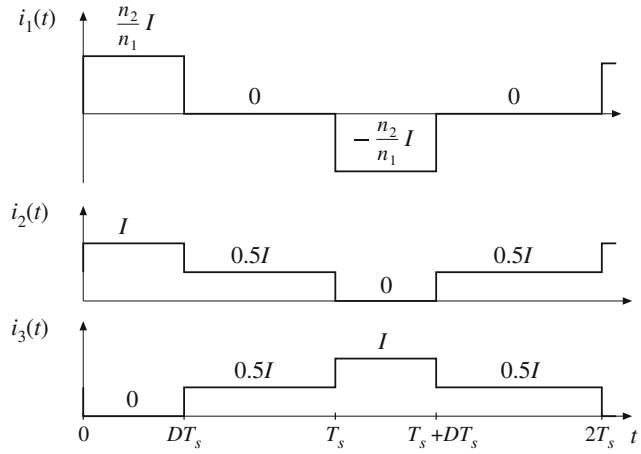 i₁(t)
n₂/n₁ I
0
− n₂/n₁ I
0
i₂(t)
I
0.5I
0
0.5I
i₃(t)
0
0.5I
I
0.5I
0 DTₛ Tₛ Tₛ+DTₛ 2Tₛ t